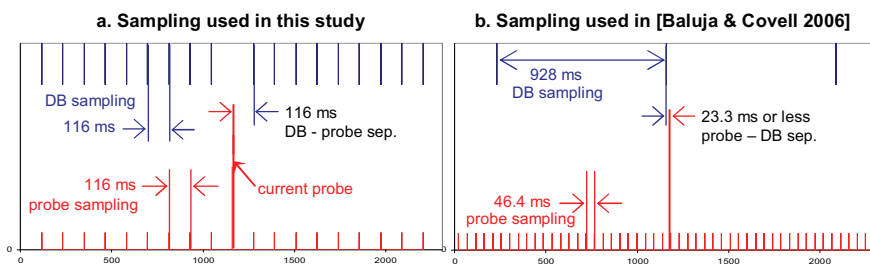 a. Sampling used in this study
DB sampling
116 ms
116 ms
DB - probe sep.
116 ms
probe sampling
current probe
0
0
500
1000
1500
2000
b. Sampling used in [Baluja & Covell 2006]
928 ms
DB sampling
23.3 ms or less
probe – DB sep.
46.4 ms
probe sampling
0
0
500
1000
1500
2000